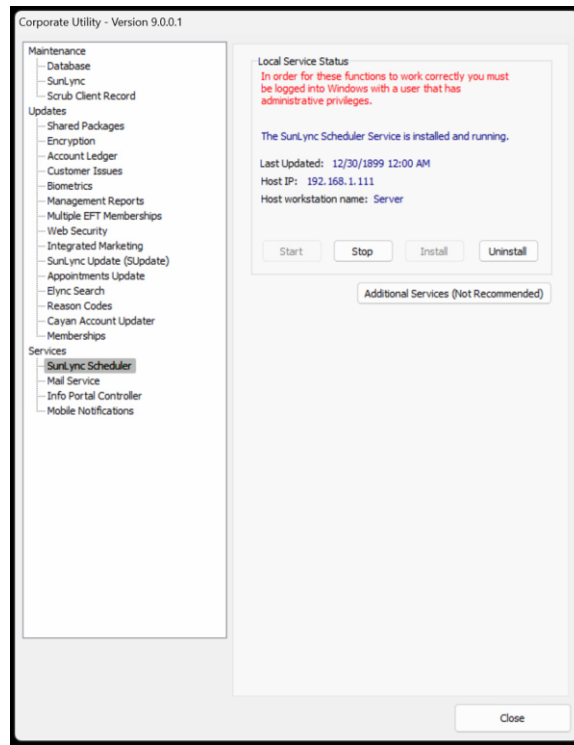 Corporate Utility - Version 9.0.0.1
Maintenance
Database
SunLync
Scrub Client Record
Updates
Shared Packages
Encryption
Account Ledger
Customer Issues
Biometrics
Management Reports
Multiple EFT Memberships
Web Security
Integrated Marketing
SunLync Update (SUpdate)
Appointments Update
Elync Search
Reason Codes
Cayan Account Updater
Memberships
Services
SunLync Scheduler
Mail Service
Info Portal Controller
Mobile Notifications
Local Service Status
In order for these functions to work correctly you must
be logged into Windows with a user that has
administrative privileges.
The SunLync Scheduler Service is installed and running.
Last Updated: 12/30/1899 12:00 AM
Host IP: 192.168.1.111
Host workstation name: Server
Start Stop Install Uninstall
Additional Services (Not Recommended)
Close